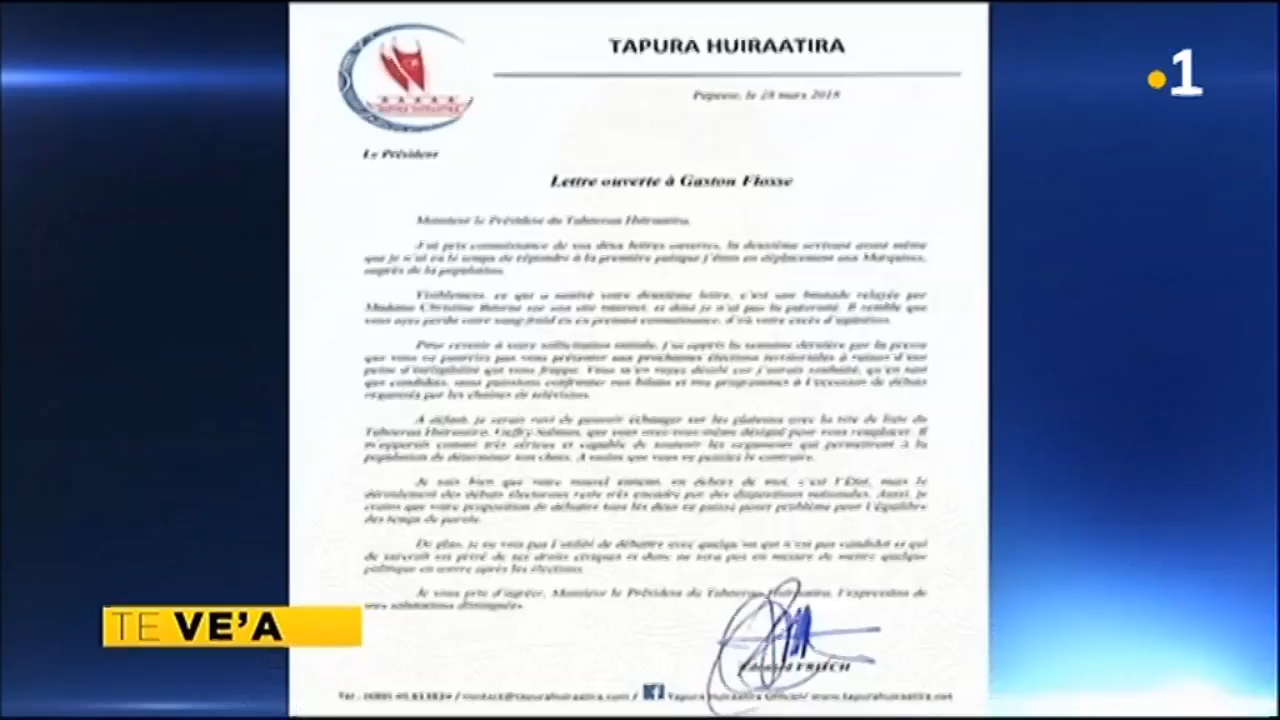 TAPURA HUIRAATIRA
1
Papeete, le 28 mars 2018
Le Président
Lettre ouverte à Gaston Flosse
Monsieur le Président du Tahoeraa Huiraatira,
J'ai pris connaissance de vos deux lettres ouvertes, la deuxième arrivant avant même
que je n'ai eu le temps de répondre à la première puisque j'étais en déplacement aux Marquises,
auprès de la population.
Visiblement, ce qui a motivé votre deuxième lettre, c'est une boutade relayée par
Madame Christine Bourne sur son site internet, et dont je n'ai pas la paternité. Il semble que
vous ayez perdu votre sang-froid en en prenant connaissance, d'où votre excès d'agitation.
Pour revenir à votre sollicitation initiale, j'ai appris la semaine dernière par la presse
que vous ne pourriez pas vous présenter aux prochaines élections territoriales à raison d'une
peine d'inéligibilité qui vous frappe. Vous m'en voyez désolé car j'aurais souhaité, qu'en tant
que candidats, nous puissions confronter nos bilans et nos programmes à l'occasion de débats
organisés par les chaînes de télévision.
A défaut, je serais ravi de pouvoir échanger sur les plateaux avec la tête de liste du
Tahoeraa Huiraatira, Geffry Salmon, que vous avez vous-même désigné pour vous remplacer. Il
m'apparaît comme très sérieux et capable de soutenir les arguments qui permettront à la
population de déterminer son choix. A moins que vous ne pensiez le contraire.
Je sais bien que votre nouvel ennemi, en dehors de moi, c'est l'Etat, mais le
déroulement des débats électoraux reste très encadré par des dispositions nationales. Aussi, je
crains que votre proposition de débattre tous les deux ne puisse poser problème pour l'équilibre
des temps de parole.
De plus, je ne vois pas l'utilité de débattre avec quelqu'un qui n'est pas candidat et qui
de surcroît est privé de ses droits civiques et donc ne sera pas en mesure de mettre quelque
politique en œuvre après les élections.
Je vous prie d'agréer, Monsieur le Président du Tahoeraa Huiraatira, l'expression de
mes salutations distinguées.
TE VE'A
Edouard FRITCH
contact@tapurahuiraatira.com / Tapura Huiraatira Officiel/ www.tapurahuiraatira.net